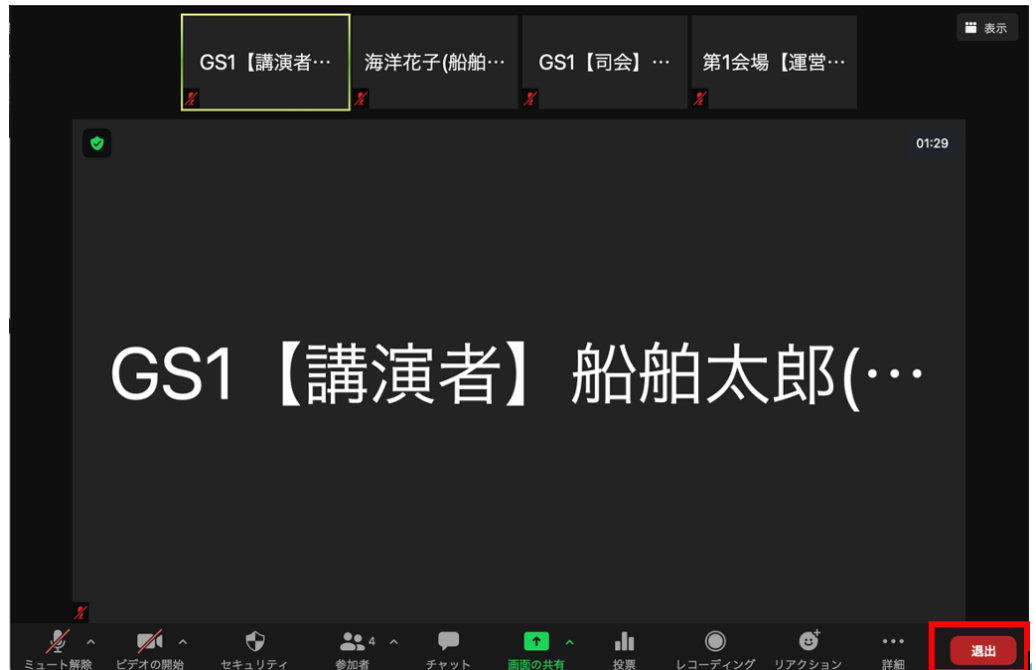 表示
GS1【講演者…
海洋花子(船舶…
GS1【司会】…
第1会場【運営…
01:29
GS1【講演者】船舶太郎(…
ミュート解除
ビデオの開始
セキュリティ
4
参加者
チャット
画面の共有
投票
レコーディング
リアクション
詳細
退出